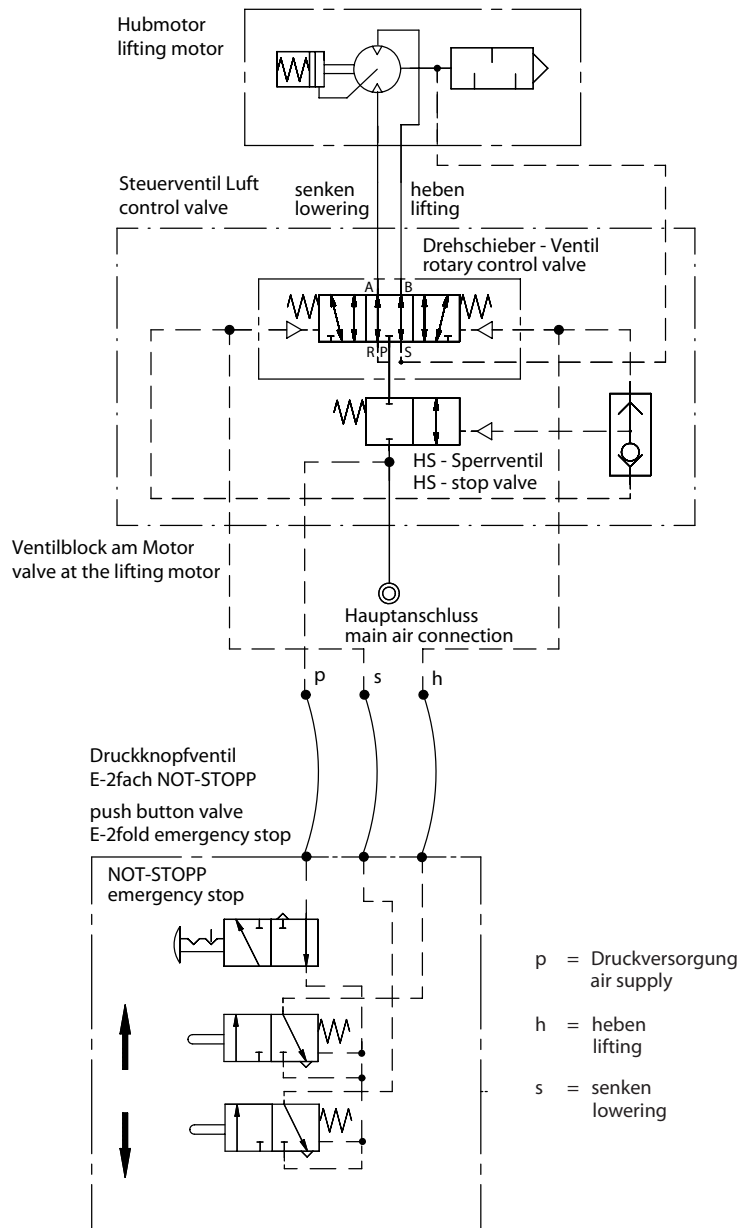 Hubmotor
lifting motor
Steuerventil Luft
control valve
senken
lowering
heben
lifting
Drehschieber - Ventil
rotary control valve
A
B
R
P
S
HS - Sperrventil
HS - stop valve
Ventilblock am Motor
valve at the lifting motor
Hauptanschluss
main air connection
p
s
h
Druckknopfventil
E-2fach NOT-STOPP
push button valve
E-2fold emergency stop
NOT-STOPP
emergency stop
p = Druckversorgung
air supply
h = heben
lifting
s = senken
lowering